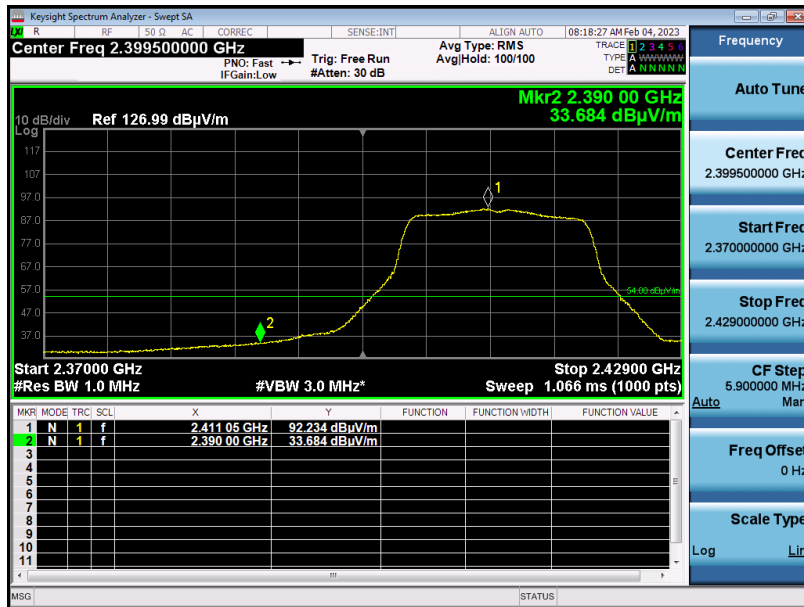 Keysight Spectrum Analyzer - Swept SA
LXI R RF 50 Ω AC CORREC SENSE:INT ALIGN AUTO 08:18:27 AM Feb 04, 2023
Center Freq 2.399500000 GHz
PNO: Fast
IFGain:Low
Trig: Free Run
#Atten: 30 dB
Avg Type: RMS
Avg|Hold: 100/100
TRACE 1 2 3 4 5 6
TYPE A W W W W W
DET A N N N N N
Mkr2 2.390 00 GHz
33.684 dBµV/m
10 dB/div Ref 126.99 dBµV/m
Log
117
107
97.0
87.0
77.0
67.0
57.0
47.0
37.0
1
2
54.00 dBµV/m
Start 2.37000 GHz Stop 2.42900 GHz
#Res BW 1.0 MHz #VBW 3.0 MHz* Sweep 1.066 ms (1000 pts)
MKR MODE TRC SCL X Y FUNCTION FUNCTION WIDTH FUNCTION VALUE
1 N 1 f 2.411 05 GHz 92.234 dBµV/m
2 N 1 f 2.390 00 GHz 33.684 dBµV/m
3
4
5
6
7
8
9
10
11
MSG STATUS
Frequency
Auto Tune
Center Freq
2.399500000 GHz
Start Freq
2.370000000 GHz
Stop Freq
2.429000000 GHz
CF Step
5.900000 MHz
Auto Man
Freq Offset
0 Hz
Scale Type
Log Lin